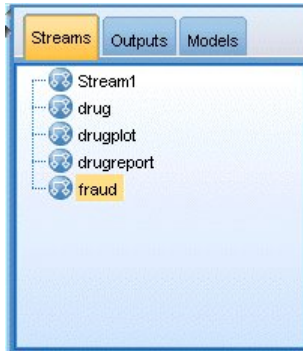 Streams Outputs Models
Stream1
drug
drugplot
drugreport
fraud